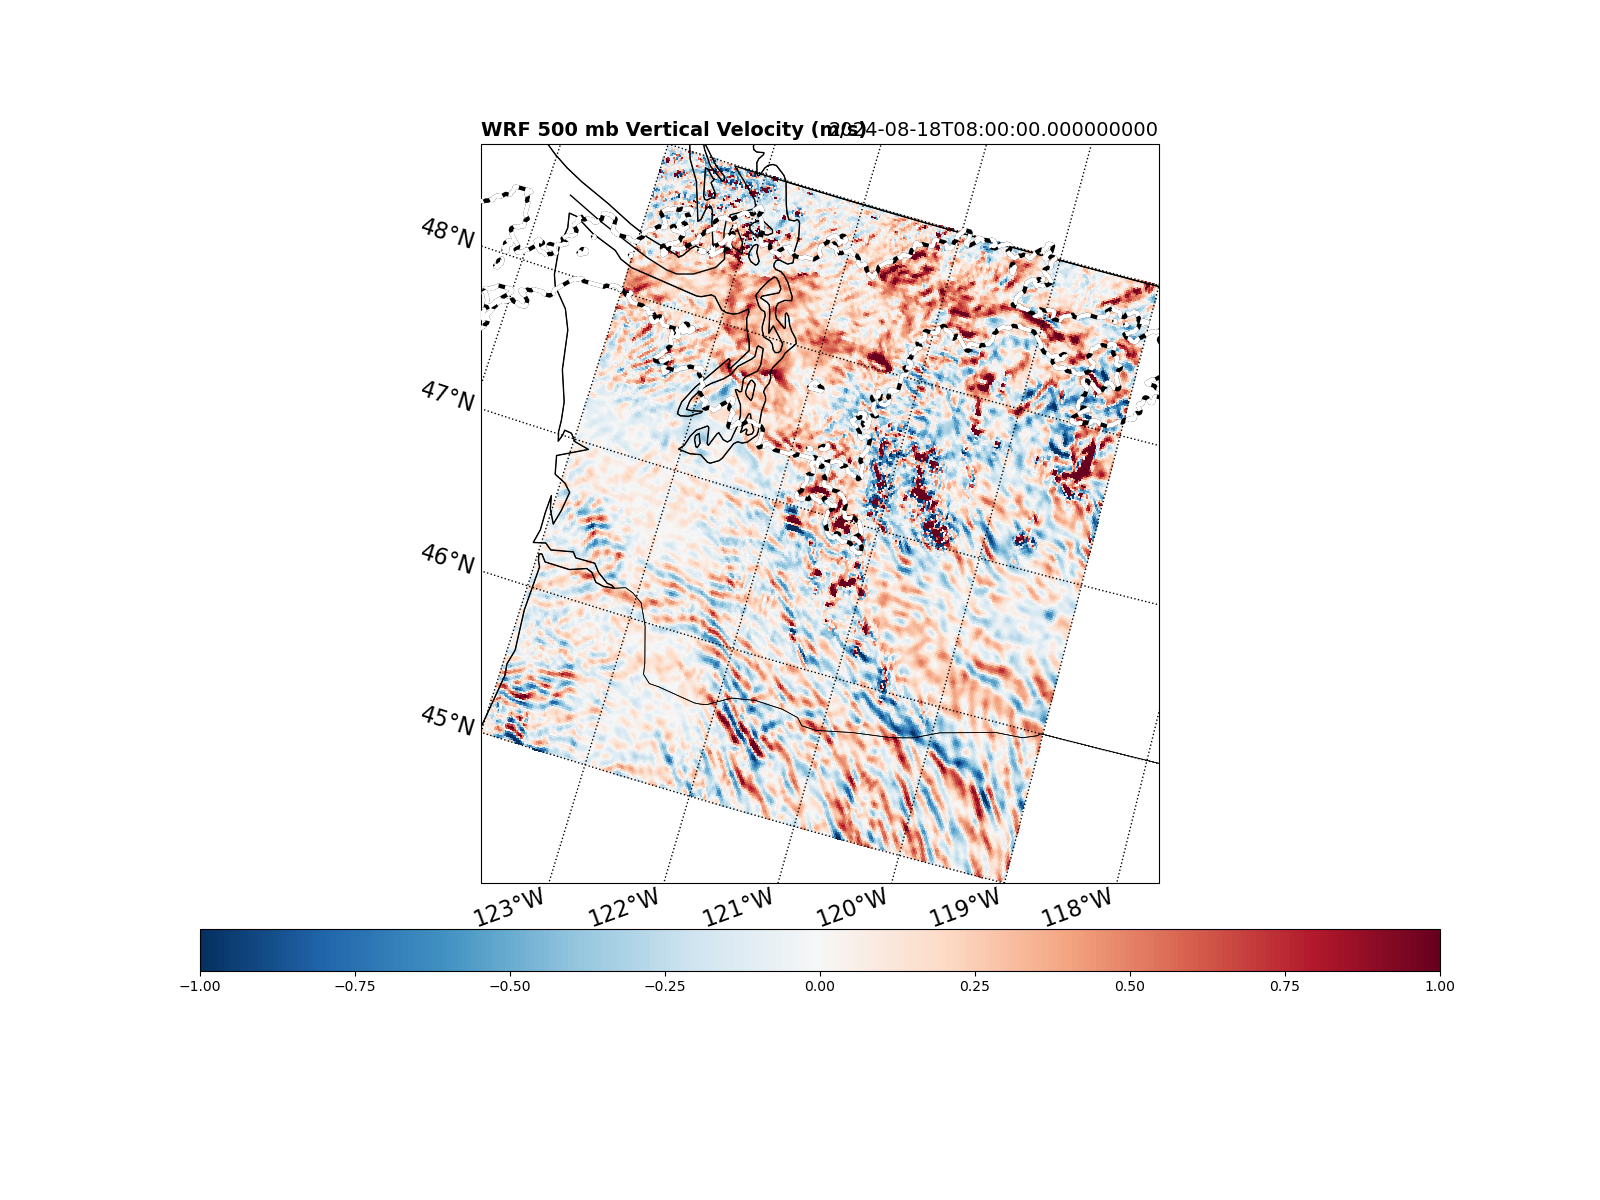 WRF 500 mb Vertical Velocity (m/s)
2024-08-18T08:00:00.000000000
48°N
47°N
46°N
45°N
123°W 122°W 121°W 120°W 119°W 118°W
−1.00 −0.75 −0.50 −0.25 0.00 0.25 0.50 0.75 1.00